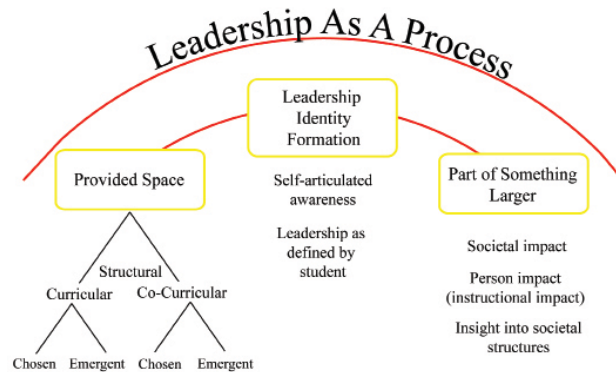 Leadership As A Process
Leadership
Identity
Formation
Provided Space
Part of Something
Larger
Self-articulated
awareness
Leadership as
defined by
student
Societal impact
Person impact
(instructional impact)
Insight into societal
structures
Structural
Curricular
Co-Curricular
Chosen
Emergent
Chosen
Emergent